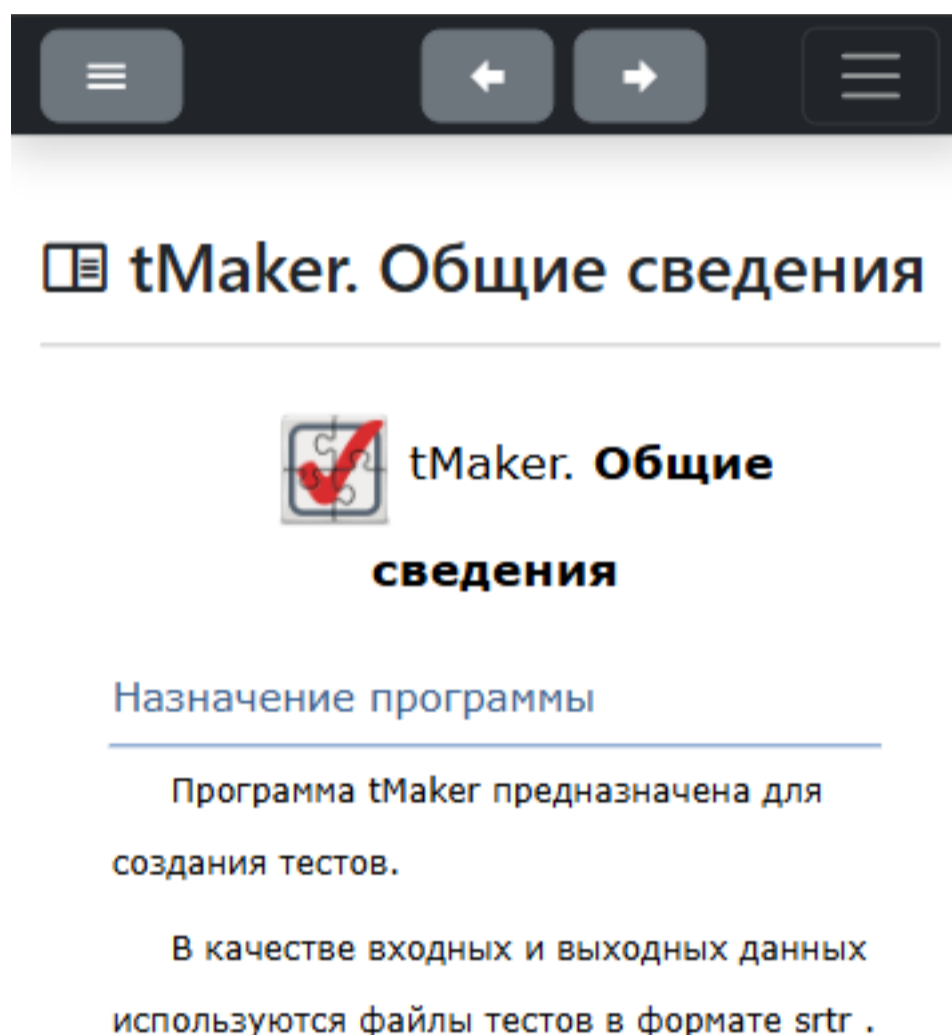 tMaker. Общие сведения
tMaker. Общие
сведения
Назначение программы
Программа tMaker предназначена для
создания тестов.
В качестве входных и выходных данных
используются файлы тестов в формате srtr .